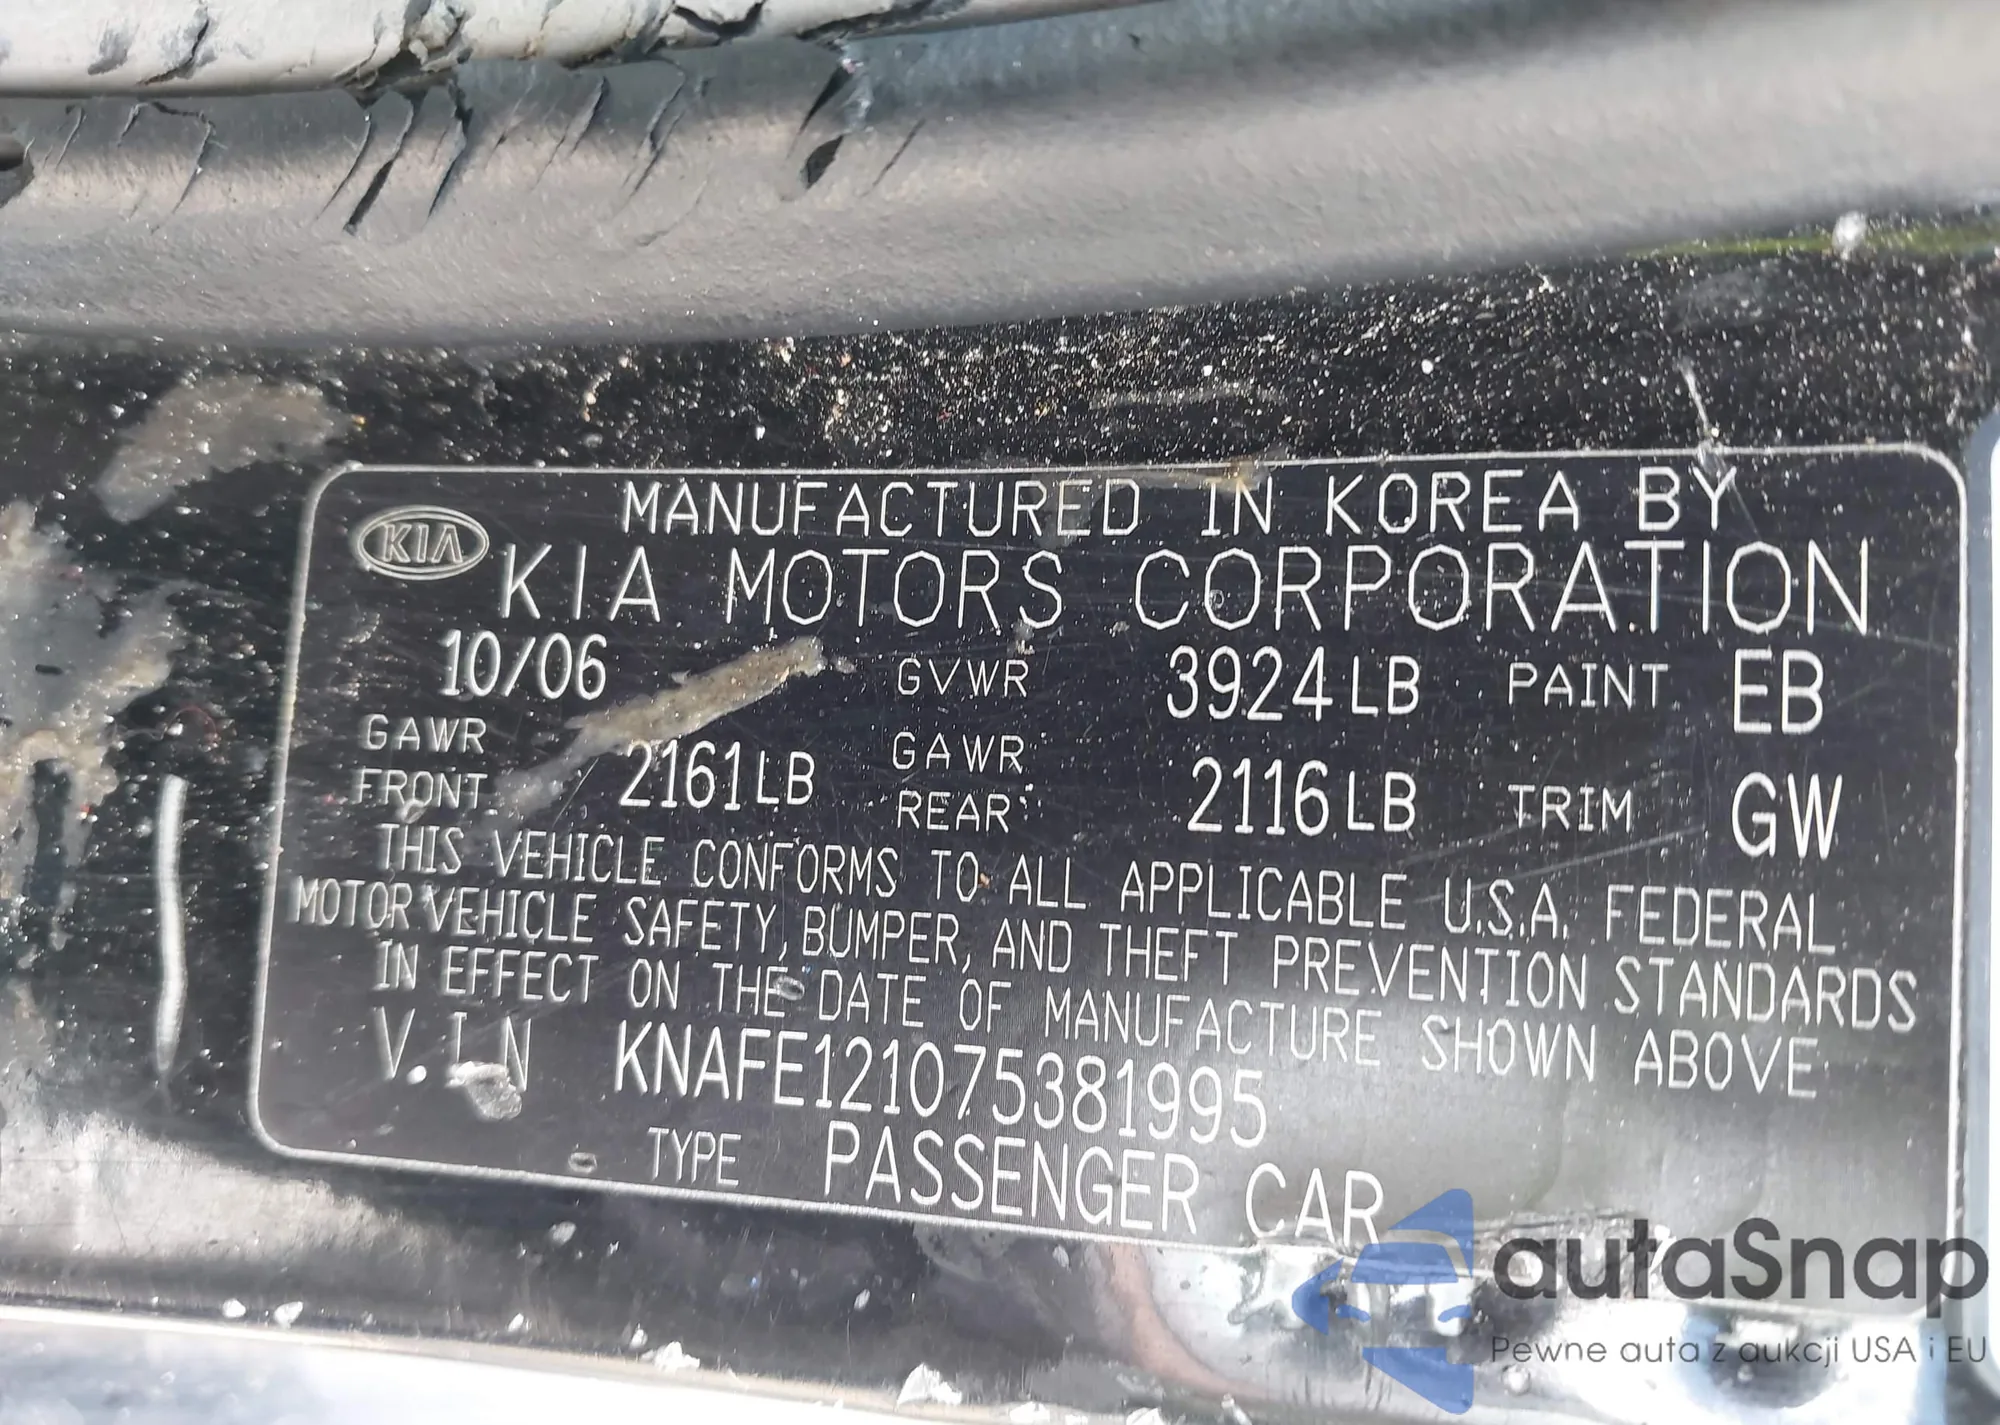 MANUFACTURED IN KOREA BY
KIA
KIA MOTORS CORPORATION
10/06 GVWR 3924LB PAINT EB
GAWR FRONT 2161LB GAWR REAR 2116LB TRIM GW
THIS VEHICLE CONFORMS TO ALL APPLICABLE U.S.A. FEDERAL
MOTOR VEHICLE SAFETY, BUMPER, AND THEFT PREVENTION STANDARDS
IN EFFECT ON THE DATE OF MANUFACTURE SHOWN ABOVE
V.I.N KNAFE121075381995
TYPE PASSENGER CAR
autaSnap
Pewne auta z aukcji USA i EU